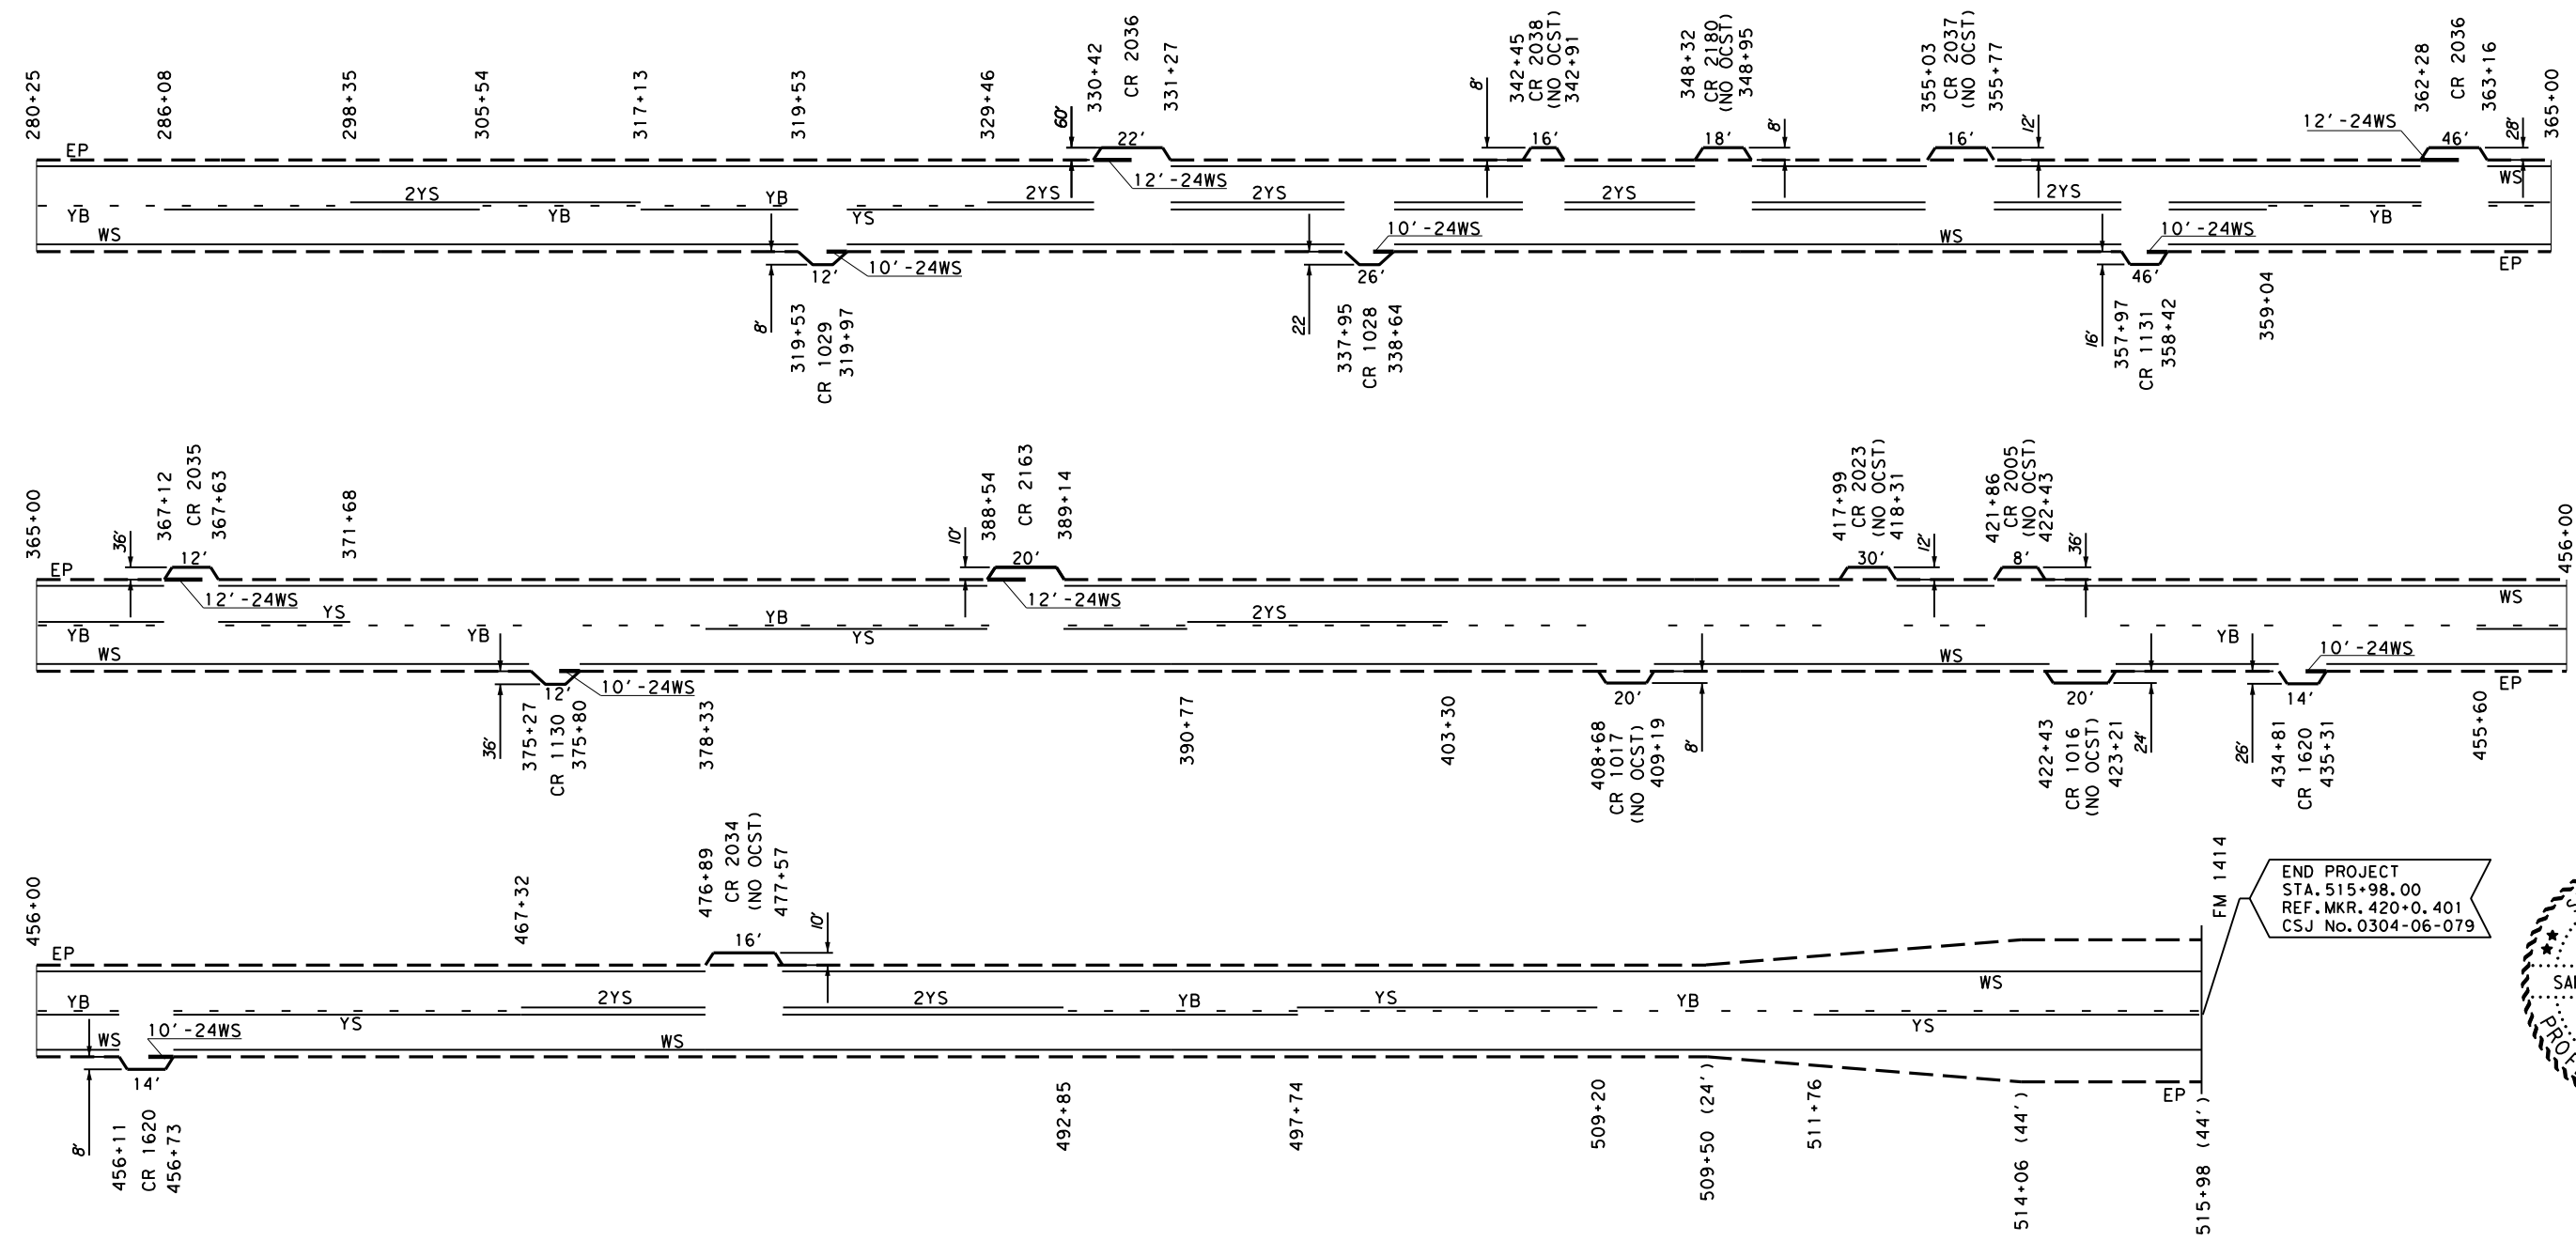 280+25
286+08
298+35
305+54
317+13
319+53
329+46
60'
330+42
CR 2036
331+27
8'
342+45
CR 2038
(NO OCST)
342+91
348+32
CR 2180
(NO OCST)
348+95
8'
355+03
CR 2037
(NO OCST)
355+77
12'
362+28
CR 2036
363+16
28'
365+00
EP
22'
16'
18'
16'
12'-24WS
46'
12'-24WS
WS
2YS
YB
2YS
2YS
2YS
2YS
YB
YB
YS
YB
WS
10'-24WS
WS
10'-24WS
12'
10'-24WS
26'
46'
EP
8'
319+53
CR 1029
319+97
22
337+95
CR 1028
338+64
16'
357+97
CR 1131
358+42
359+04
365+00
36'
367+12
CR 2035
367+63
371+68
10'
388+54
CR 2163
389+14
417+99
CR 2023
(NO OCST)
418+31
12'
421+86
CR 2005
(NO OCST)
422+43
36'
456+00
EP
12'
20'
30'
8'
12'-24WS
12'-24WS
WS
YS
YB
2YS
YB
YB
YS
YB
WS
WS
10'-24WS
12'
10'-24WS
20'
20'
14'
EP
36'
375+27
CR 1130
375+80
378+33
390+77
403+30
408+68
CR 1017
(NO OCST)
409+19
8'
422+43
CR 1016
(NO OCST)
423+21
24'
26'
434+81
CR 1620
435+31
455+60
456+00
467+32
476+89
CR 2034
(NO OCST)
477+57
10'
FM 1414
END PROJECT
STA.515+98.00
REF.MKR.420+0.401
CSJ No.0304-06-079
EP
16'
WS
YB
2YS
2YS
YB
YS
YB
YS
YS
10'-24WS
WS
WS
14'
EP
8'
456+11
CR 1620
456+73
492+85
497+74
509+20
509+50 (24')
511+76
514+06 (44')
515+98 (44')